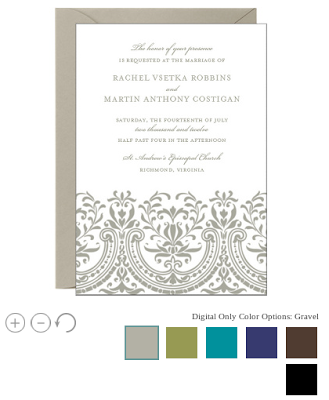 The honor of your presence
IS REQUESTED AT THE MARRIAGE OF
RACHEL VSETKA ROBBINS
and
MARTIN ANTHONY COSTIGAN
SATURDAY, THE FOURTEENTH OF JULY
two thousand and twelve
HALF PAST FOUR IN THE AFTERNOON
St. Andrew's Episcopal Church
RICHMOND, VIRGINIA
Digital Only Color Options: Gravel